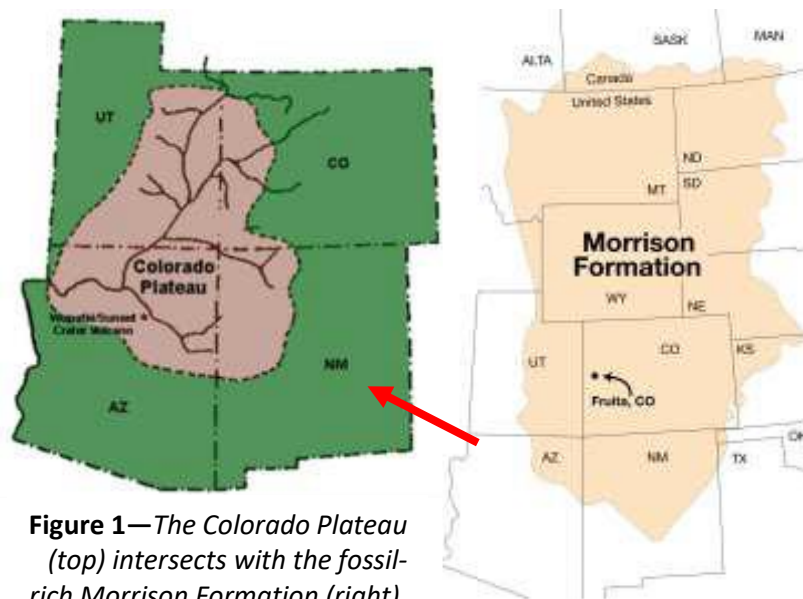 UT
CO
Colorado
Plateau
Wupatki/Sunset
Crater Volcano
AZ
NM
ALTA
SASK
MAN
Canada
United States
ND
MT
SD
Morrison
Formation
WY
NE
UT
CO
KS
Fruita, CO
AZ
NM
TX
OK
Figure 1—The Colorado Plateau
(top) intersects with the fossil-
rich Morrison Formation (right)